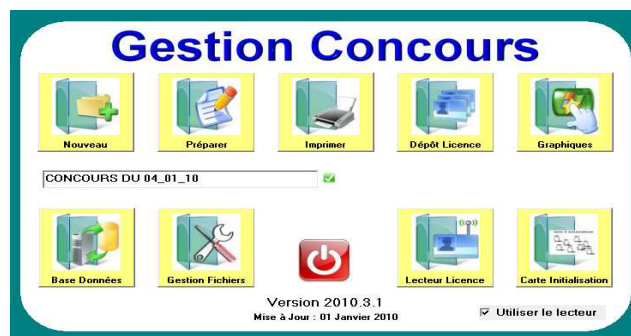 Gestion Concours
Nouveau
Préparer
Imprimer
Dépôt Licence
Graphiques
CONCOURS DU 04_01_10
Base Données
Gestion Fichiers
Lecteur Licence
Carte Initialisation
Version 2010.3.1
Mise à Jour : 01 Janvier 2010
Utiliser le lecteur